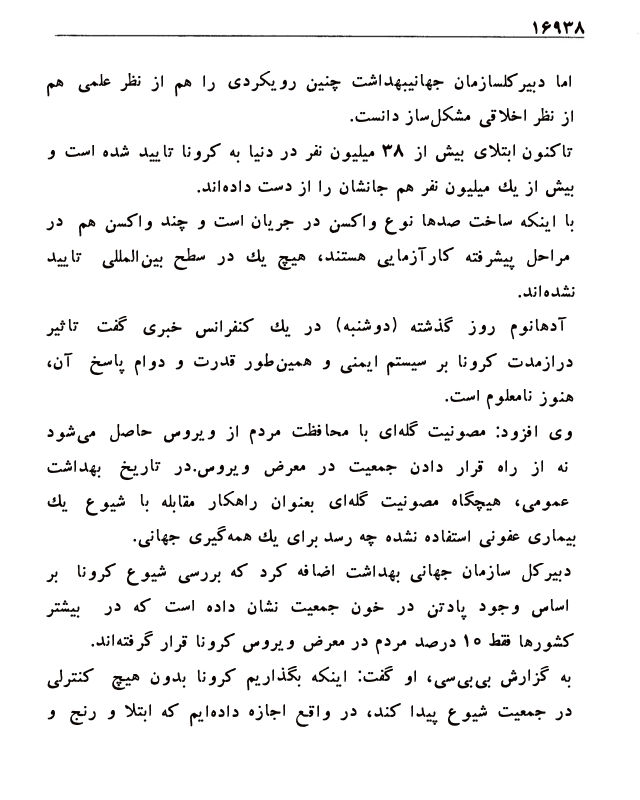 ۱۶۹۳۸
اما دبیرکلسازمان جهانیبهداشت چنین رویکردی را هم از نظر علمی هم
از نظر اخلاقی مشکل‌ساز دانست.
تاکنون ابتلای بیش از ۳۸ میلیون نفر در دنیا به کرونا تایید شده است و
بیش از یك میلیون نفر هم جانشان را از دست داده‌اند.
با اینکه ساخت صدها نوع واکسن در جریان است و چند واکسن هم در
مراحل پیشرفته کارآزمایی هستند، هیچ یك در سطح بین‌المللی تایید
نشده‌اند.
آدهانوم روز گذشته (دوشنبه) در یك کنفرانس خبری گفت تاثیر
درازمدت کرونا بر سیستم ایمنی و همین‌طور قدرت و دوام پاسخ آن،
هنوز نامعلوم است.
وی افزود: مصونیت گله‌ای با محافظت مردم از ویروس حاصل می‌شود
نه از راه قرار دادن جمعیت در معرض ویروس.در تاریخ بهداشت
عمومی، هیچگاه مصونیت گله‌ای بعنوان راهکار مقابله با شیوع یك
بیماری عفونی استفاده نشده چه رسد برای یك همه‌گیری جهانی.
دبیرکل سازمان جهانی بهداشت اضافه کرد که بررسی شیوع کرونا بر
اساس وجود پادتن در خون جمعیت نشان داده است که در بیشتر
کشورها فقط ۱۵ درصد مردم در معرض ویروس کرونا قرار گرفته‌اند.
به گزارش بی‌بی‌سی، او گفت: اینکه بگذاریم کرونا بدون هیچ کنترلی
در جمعیت شیوع پیدا کند، در واقع اجازه داده‌ایم که ابتلا و رنج و